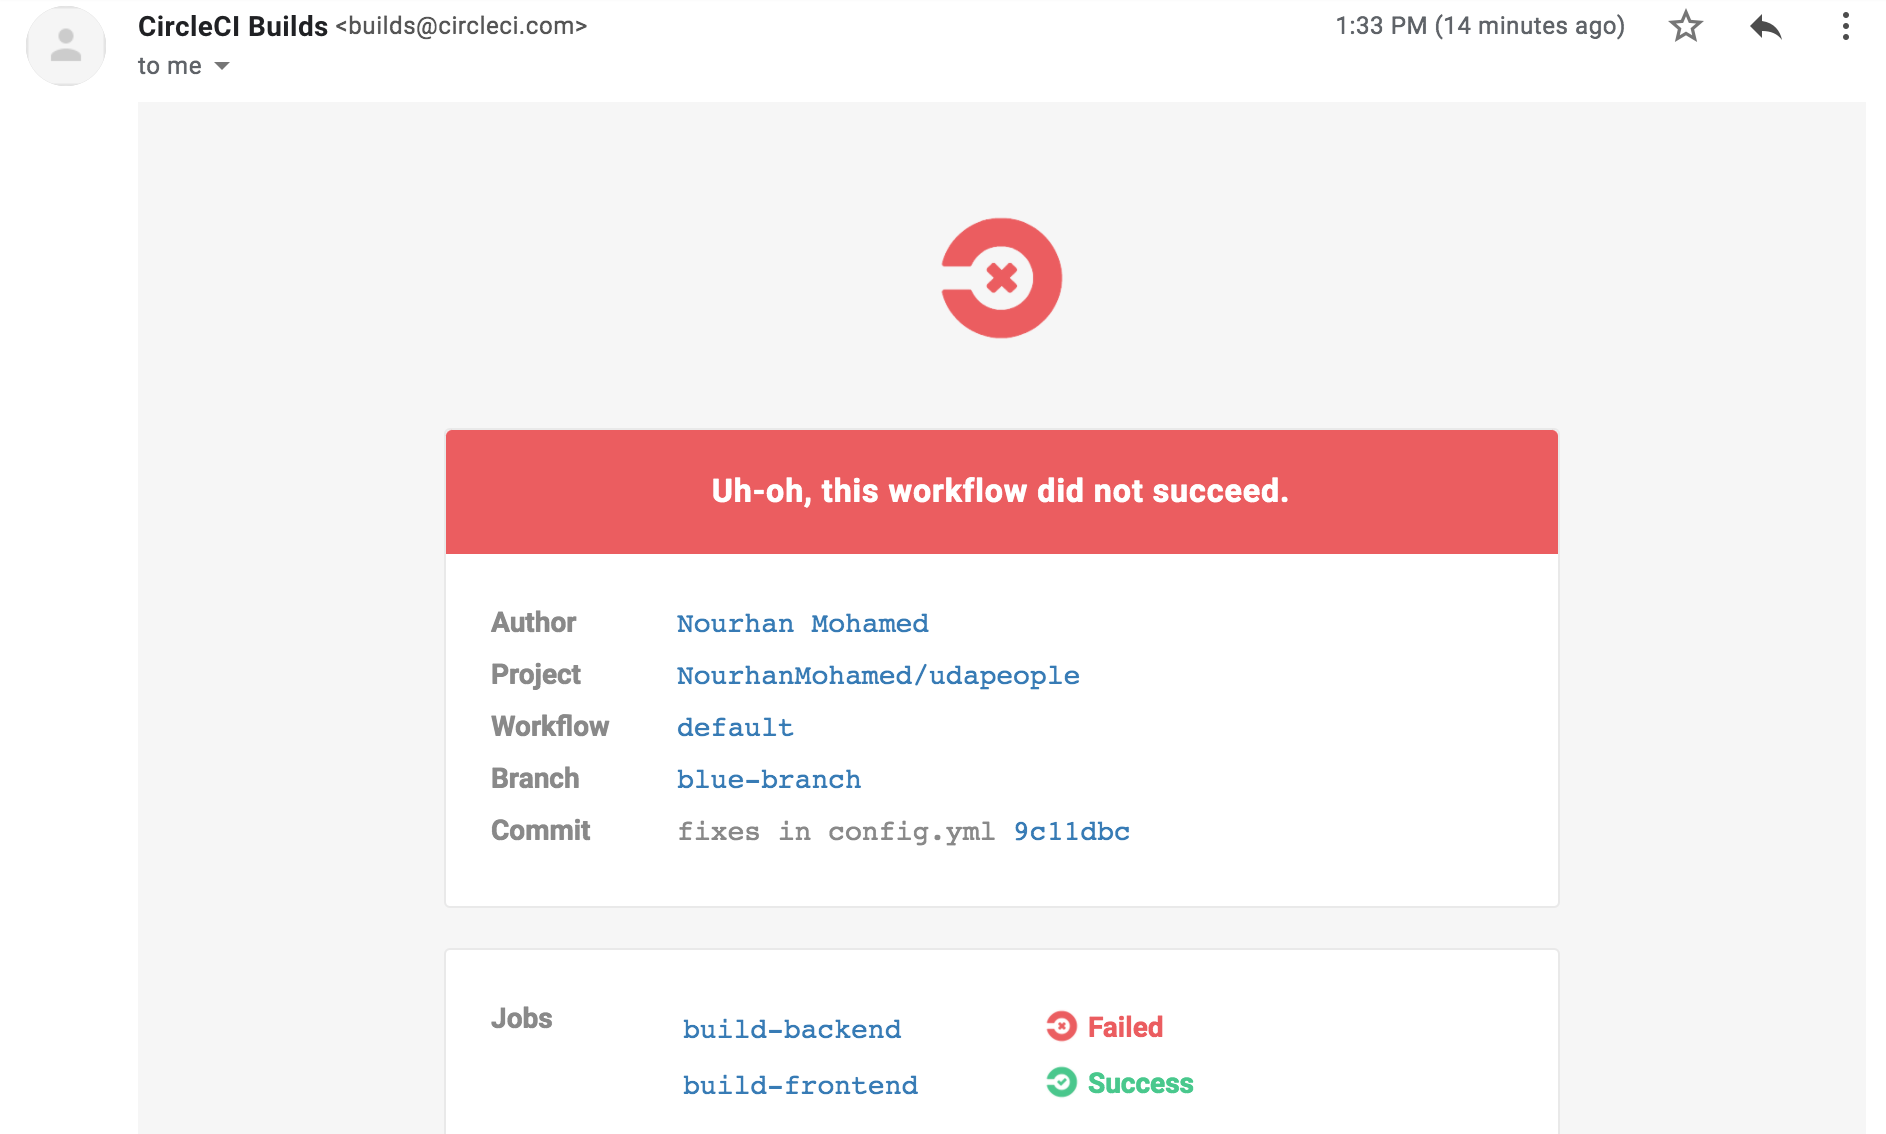 CircleCI Builds <builds@circleci.com> 1:33 PM (14 minutes ago)
to me
Uh-oh, this workflow did not succeed.
Author Nourhan Mohamed
Project NourhanMohamed/udapeople
Workflow default
Branch blue-branch
Commit fixes in config.yml 9c11dbc
Jobs build-backend Failed
build-frontend Success